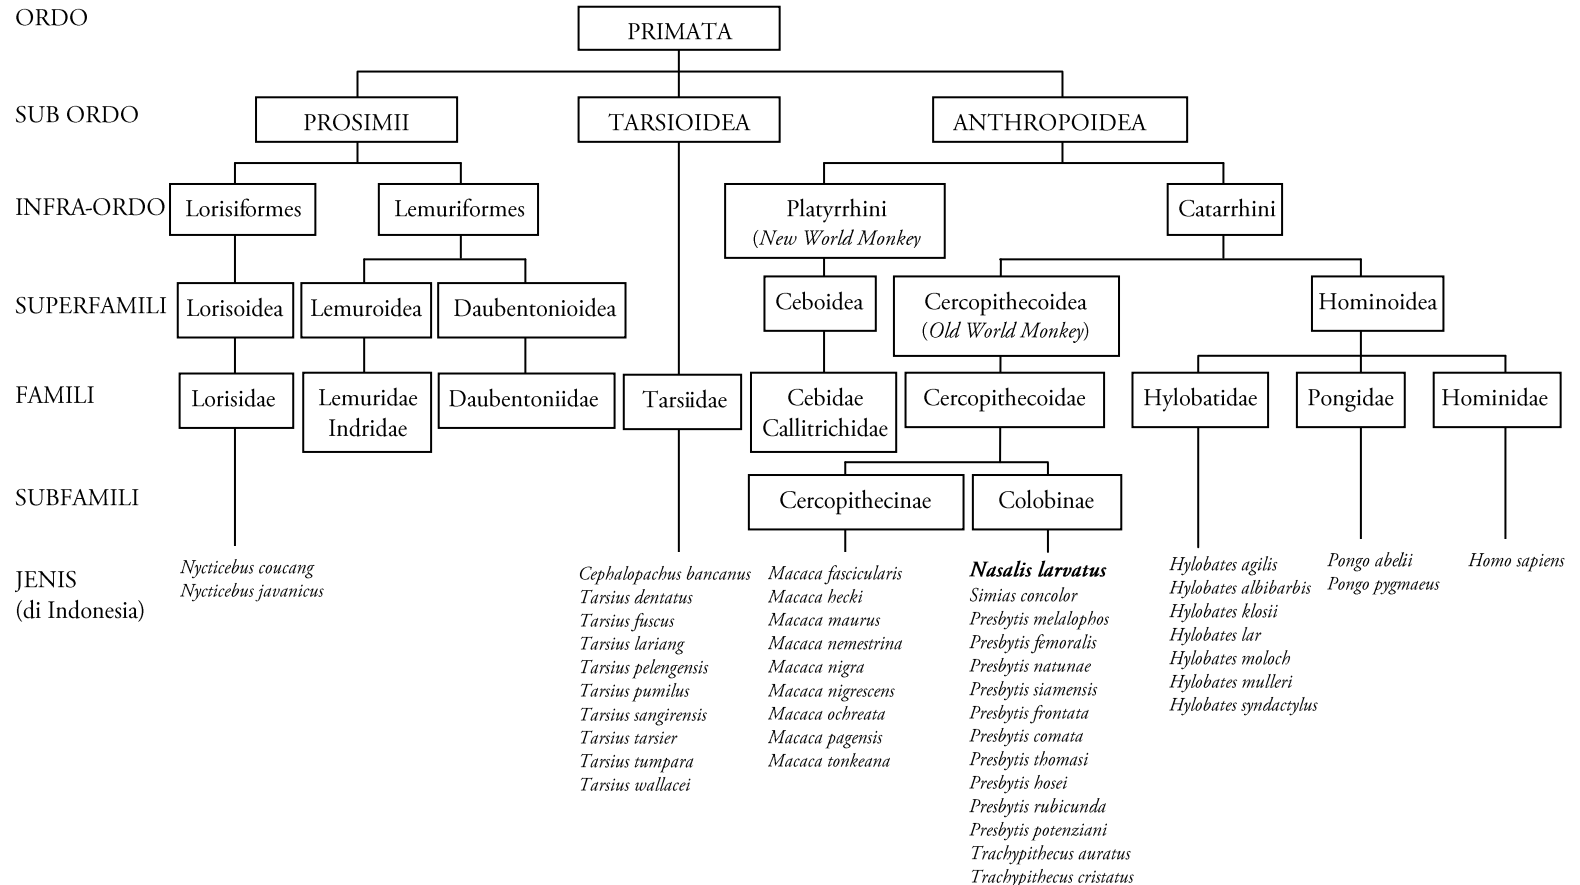 ORDO
PRIMATA
SUB ORDO
PROSIMII
TARSIOIDEA
ANTHROPOIDEA
INFRA-ORDO
Lorisiformes
Lemuriformes
Platyrrhini
(New World Monkey
Catarrhini
SUPERFAMILI
Lorisoidea
Lemuroidea
Daubentonioidea
Ceboidea
Cercopithecoidea
(Old World Monkey)
Hominoidea
FAMILI
Lorisidae
Lemuridae
Indridae
Daubentoniidae
Tarsiidae
Cebidae
Callitrichidae
Cercopithecoidae
Hylobatidae
Pongidae
Hominidae
SUBFAMILI
Cercopithecinae
Colobinae
JENIS
(di Indonesia)
Nycticebus coucang
Nycticebus javanicus
Cephalopachus bancanus
Tarsius dentatus
Tarsius fuscus
Tarsius lariang
Tarsius pelengensis
Tarsius pumilus
Tarsius sangirensis
Tarsius tarsier
Tarsius tumpara
Tarsius wallacei
Macaca fascicularis
Macaca hecki
Macaca maurus
Macaca nemestrina
Macaca nigra
Macaca nigrescens
Macaca ochreata
Macaca pagensis
Macaca tonkeana
Nasalis larvatus
Simias concolor
Presbytis melalophos
Presbytis femoralis
Presbytis natunae
Presbytis siamensis
Presbytis frontata
Presbytis comata
Presbytis thomasi
Presbytis hosei
Presbytis rubicunda
Presbytis potenziani
Trachypithecus auratus
Trachypithecus cristatus
Hylobates agilis
Hylobates albibarbis
Hylobates klosii
Hylobates lar
Hylobates moloch
Hylobates mulleri
Hylobates syndactylus
Pongo abelii
Pongo pygmaeus
Homo sapiens